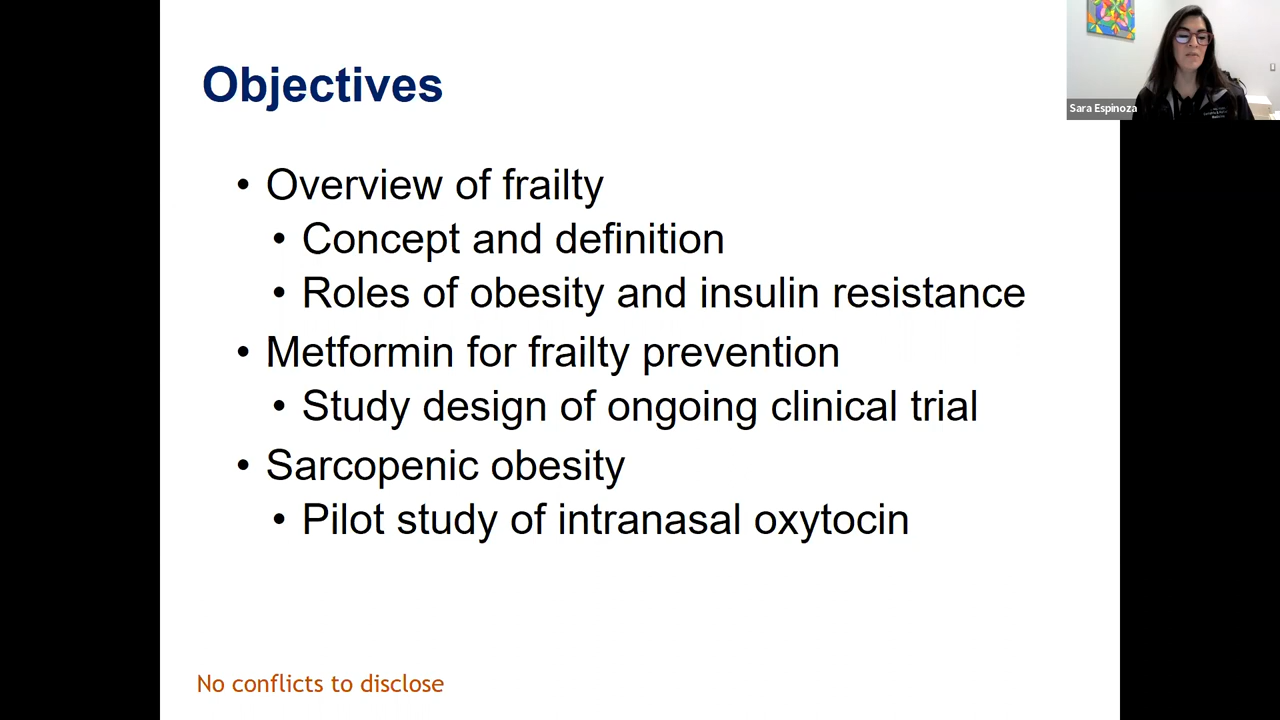 Objectives
• Overview of frailty
• Concept and definition
• Roles of obesity and insulin resistance
• Metformin for frailty prevention
• Study design of ongoing clinical trial
• Sarcopenic obesity
• Pilot study of intranasal oxytocin
No conflicts to disclose
Sara Espinoza